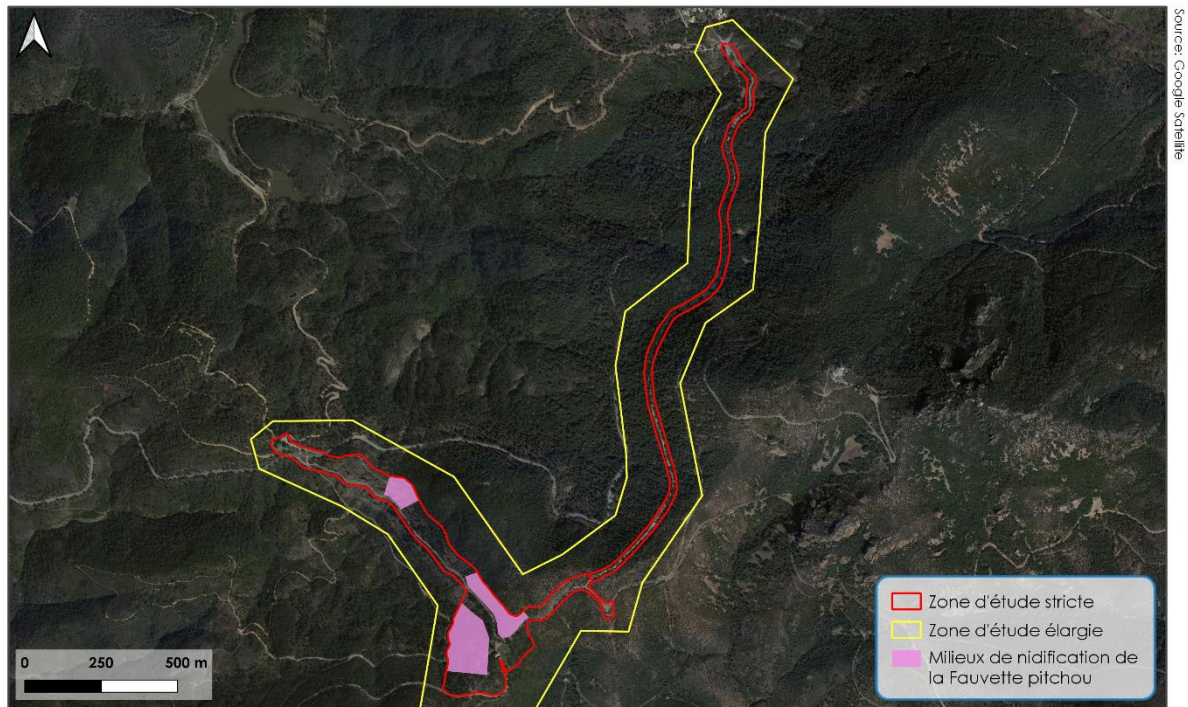 Source: Google Satellite
Zone d'étude stricte
Zone d'étude élargie
Milieux de nidification de
la Fauvette pitchou
0 250 500 m